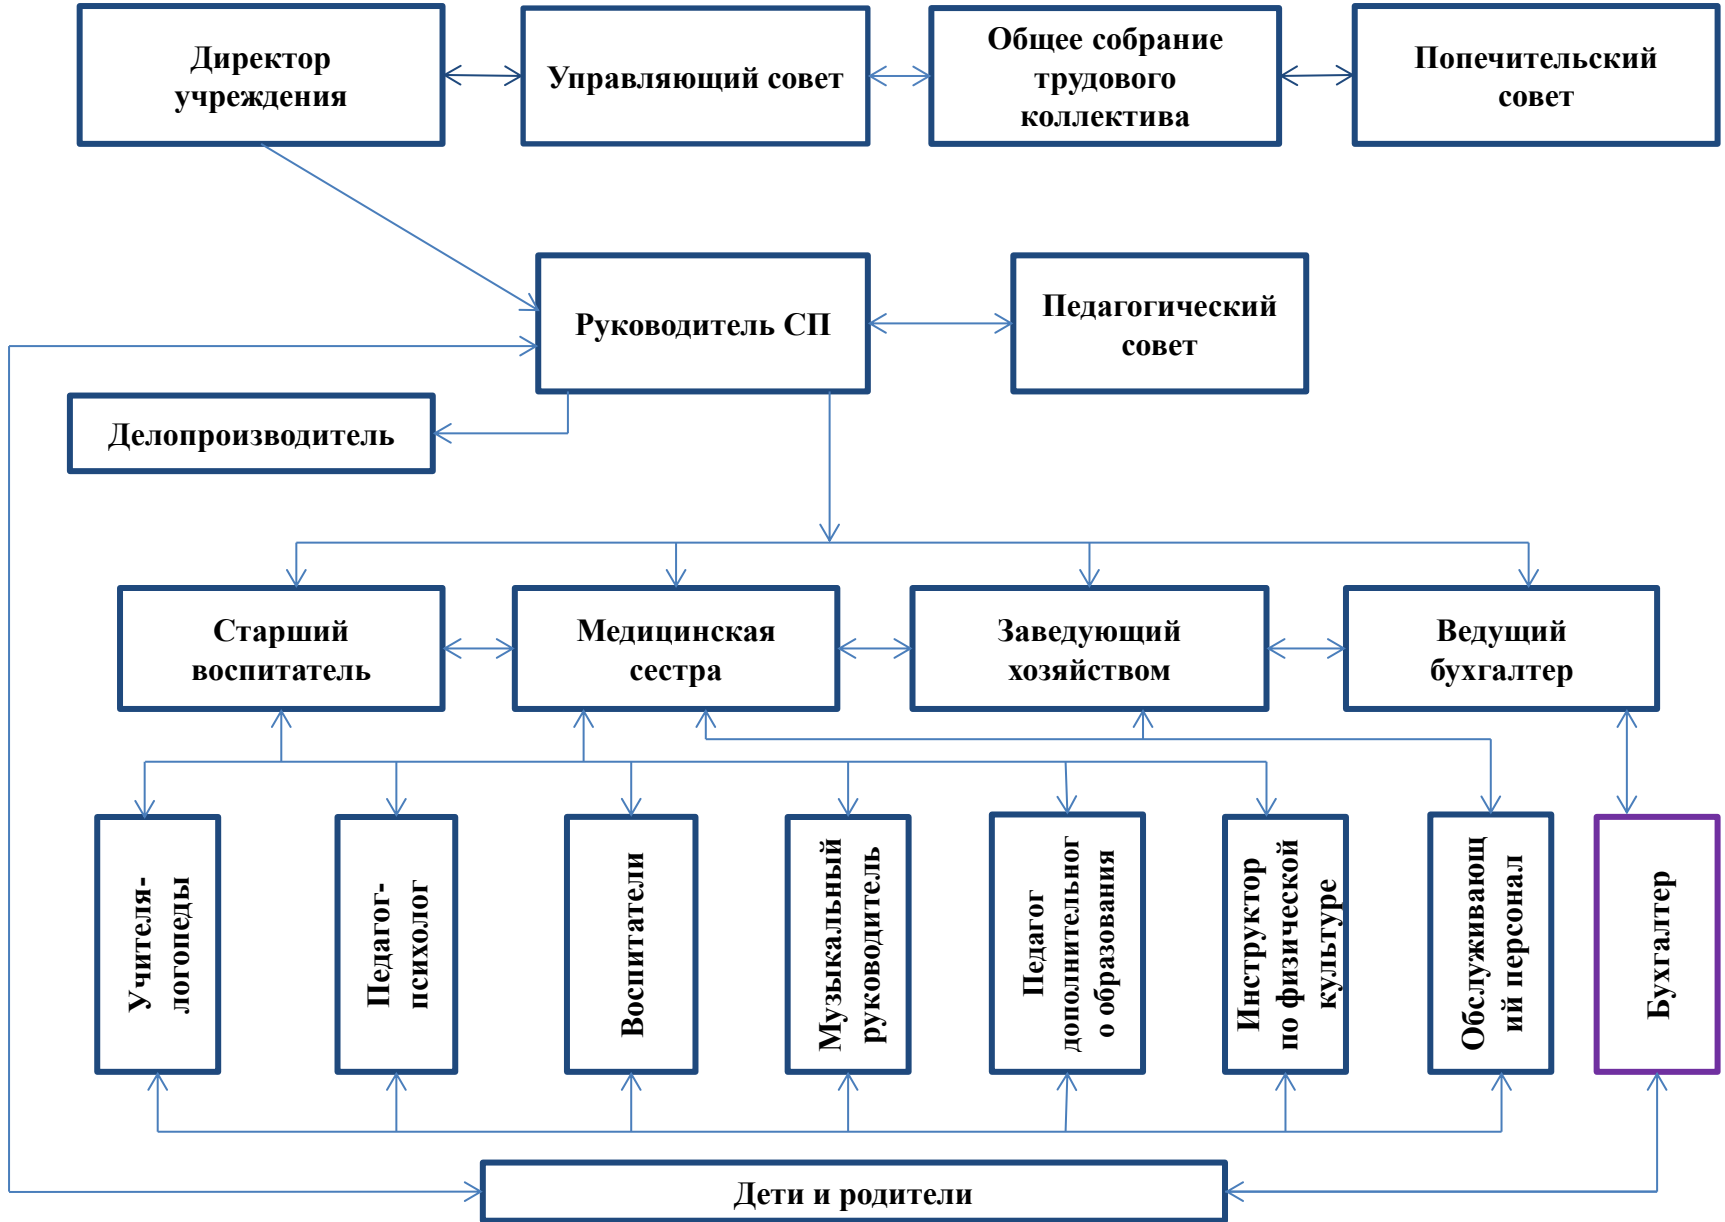 Директор
учреждения
Управляющий совет
Общее собрание
трудового
коллектива
Попечительский
совет
Руководитель СП
Педагогический
совет
Делопроизводитель
Старший
воспитатель
Медицинская
сестра
Заведующий
хозяйством
Ведущий
бухгалтер
Учителя-
логопеды
Педагог-
психолог
Воспитатели
Музыкальный
руководитель
Педагог
дополнительног
о образования
Инструктор
по физической
культуре
Обслуживающ
ий персонал
Бухгалтер
Дети и родители